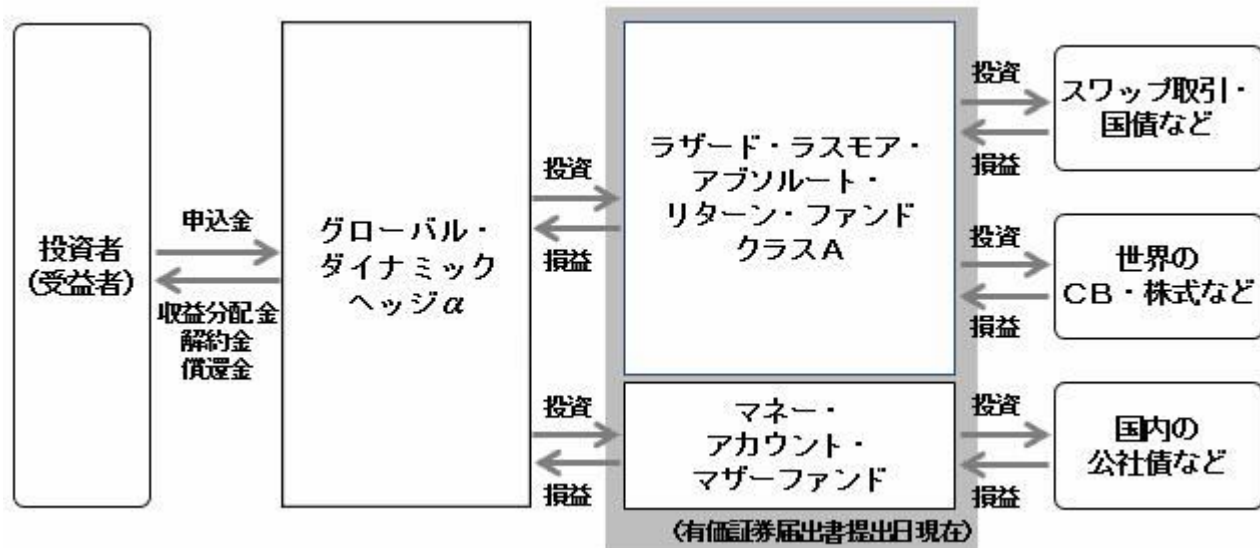 投資者
(受益者)
申込金
収益分配金
解約金
償還金
グローバル・
ダイナミック
ヘッジα
投資
損益
投資
損益
ラザード・ラスモア・
アブソルート・
リターン・ファンド
クラスA
マネー・
アカウント・
マザーファンド
(有価証券届出書提出日現在)
投資
損益
投資
損益
投資
損益
スワップ取引・
国債など
世界の
CB・株式など
国内の
公社債など